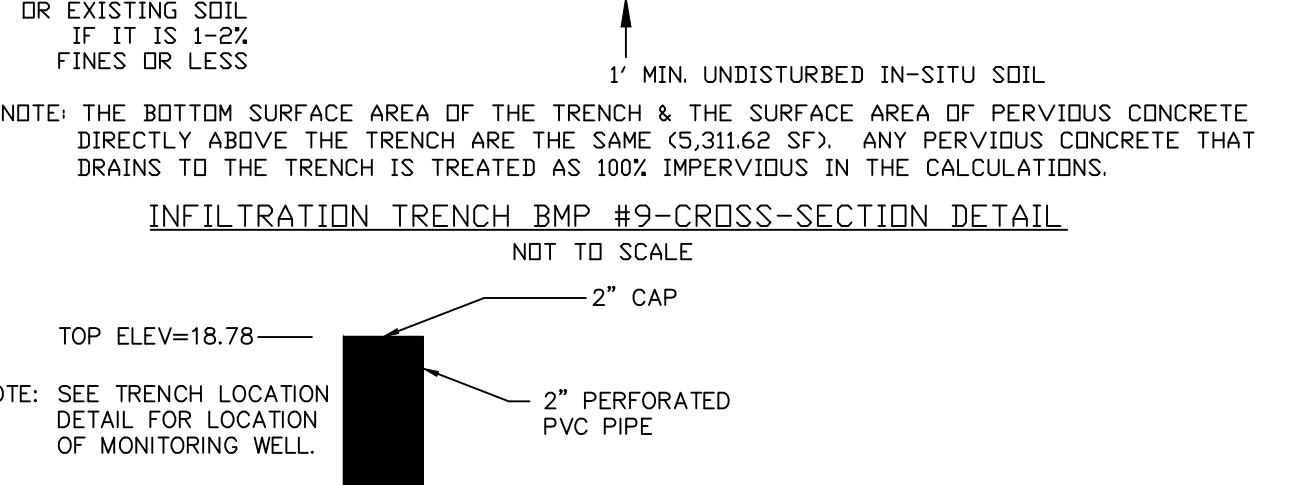 OR EXISTING SOIL
IF IT IS 1-2%
FINES OR LESS
1' MIN. UNDISTURBED IN-SITU SOIL
NOTE: THE BOTTOM SURFACE AREA OF THE TRENCH & THE SURFACE AREA OF PERVIOUS CONCRETE
DIRECTLY ABOVE THE TRENCH ARE THE SAME (5,311.62 SF). ANY PERVIOUS CONCRETE THAT
DRAINS TO THE TRENCH IS TREATED AS 100% IMPERVIOUS IN THE CALCULATIONS.
INFILTRATION TRENCH BMP #9-CROSS-SECTION DETAIL
NOT TO SCALE
2" CAP
TOP ELEV=18.78
OTE: SEE TRENCH LOCATION
DETAIL FOR LOCATION
OF MONITORING WELL.
2" PERFORATED
PVC PIPE